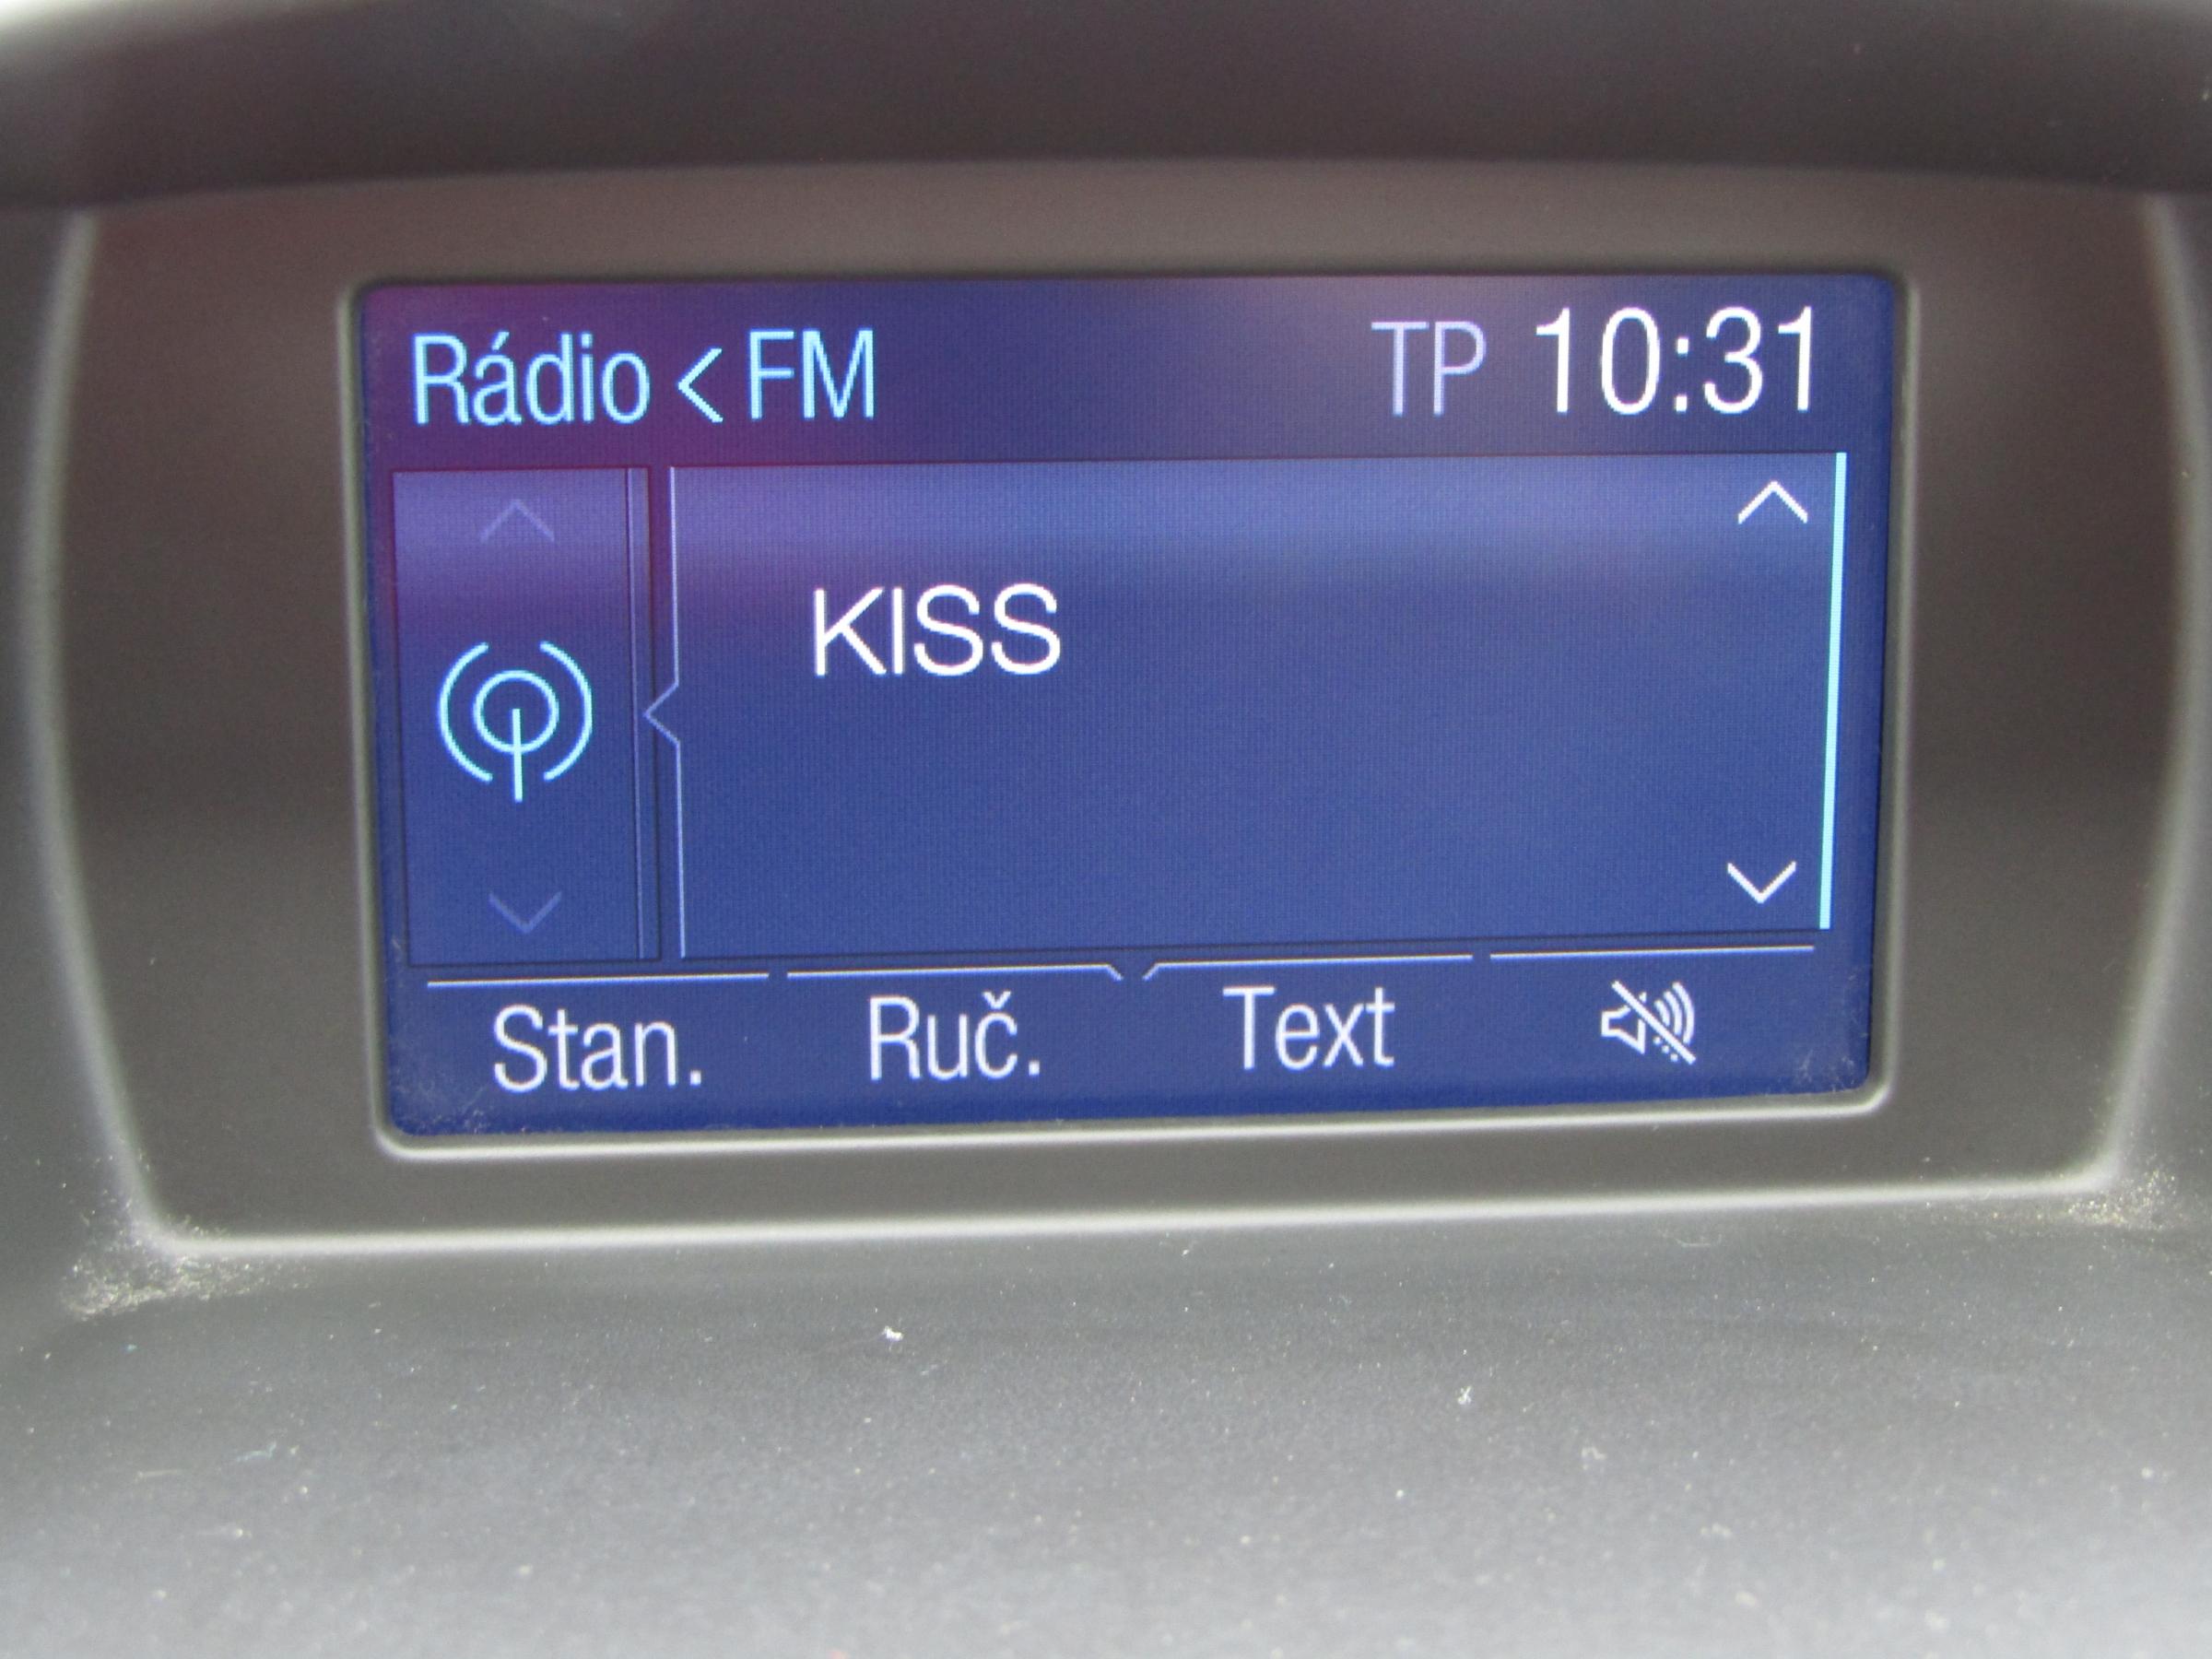 Rádio < FM TP 10:31
KISS
Stan. Ruč. Text